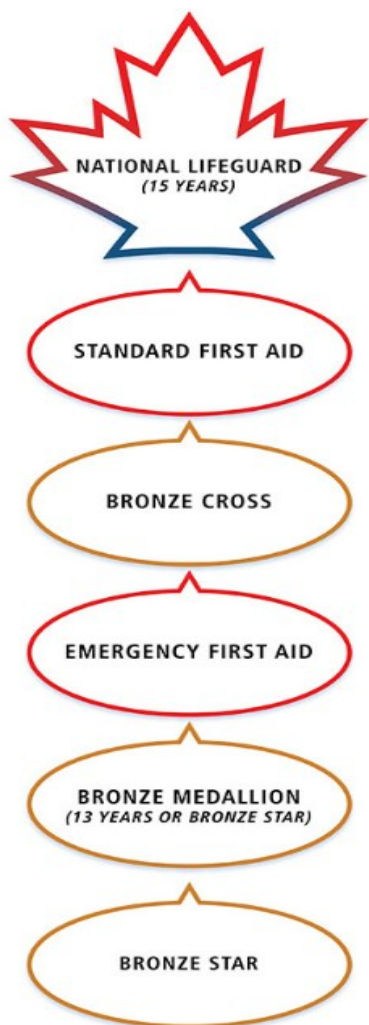 NATIONAL LIFEGUARD
(15 YEARS)
STANDARD FIRST AID
BRONZE CROSS
EMERGENCY FIRST AID
BRONZE MEDALLION
(13 YEARS OR BRONZE STAR)
BRONZE STAR